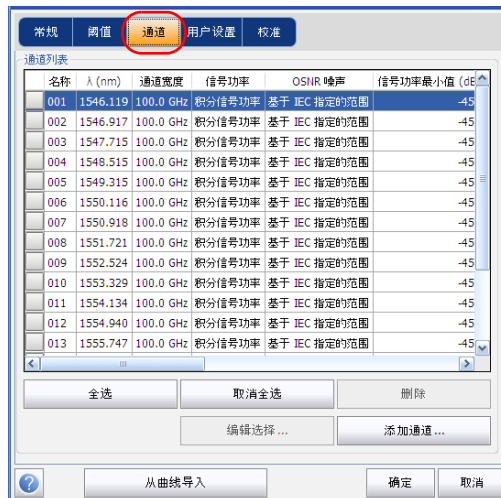 常规 阈值 通道 用户设置 校准
通道列表
名称 λ (nm) 通道宽度 信号功率 OSNR 噪声 信号功率最小值 (dE
001 1546.119 100.0 GHz 积分信号功率 基于 IEC 指定的范围 -45
002 1546.917 100.0 GHz 积分信号功率 基于 IEC 指定的范围 -45
003 1547.715 100.0 GHz 积分信号功率 基于 IEC 指定的范围 -45
004 1548.515 100.0 GHz 积分信号功率 基于 IEC 指定的范围 -45
005 1549.315 100.0 GHz 积分信号功率 基于 IEC 指定的范围 -45
006 1550.116 100.0 GHz 积分信号功率 基于 IEC 指定的范围 -45
007 1550.918 100.0 GHz 积分信号功率 基于 IEC 指定的范围 -45
008 1551.721 100.0 GHz 积分信号功率 基于 IEC 指定的范围 -45
009 1552.524 100.0 GHz 积分信号功率 基于 IEC 指定的范围 -45
010 1553.329 100.0 GHz 积分信号功率 基于 IEC 指定的范围 -45
011 1554.134 100.0 GHz 积分信号功率 基于 IEC 指定的范围 -45
012 1554.940 100.0 GHz 积分信号功率 基于 IEC 指定的范围 -45
013 1555.747 100.0 GHz 积分信号功率 基于 IEC 指定的范围 -45
全选 取消全选 删除
编辑选择... 添加通道...
? 从曲线导入 确定 取消